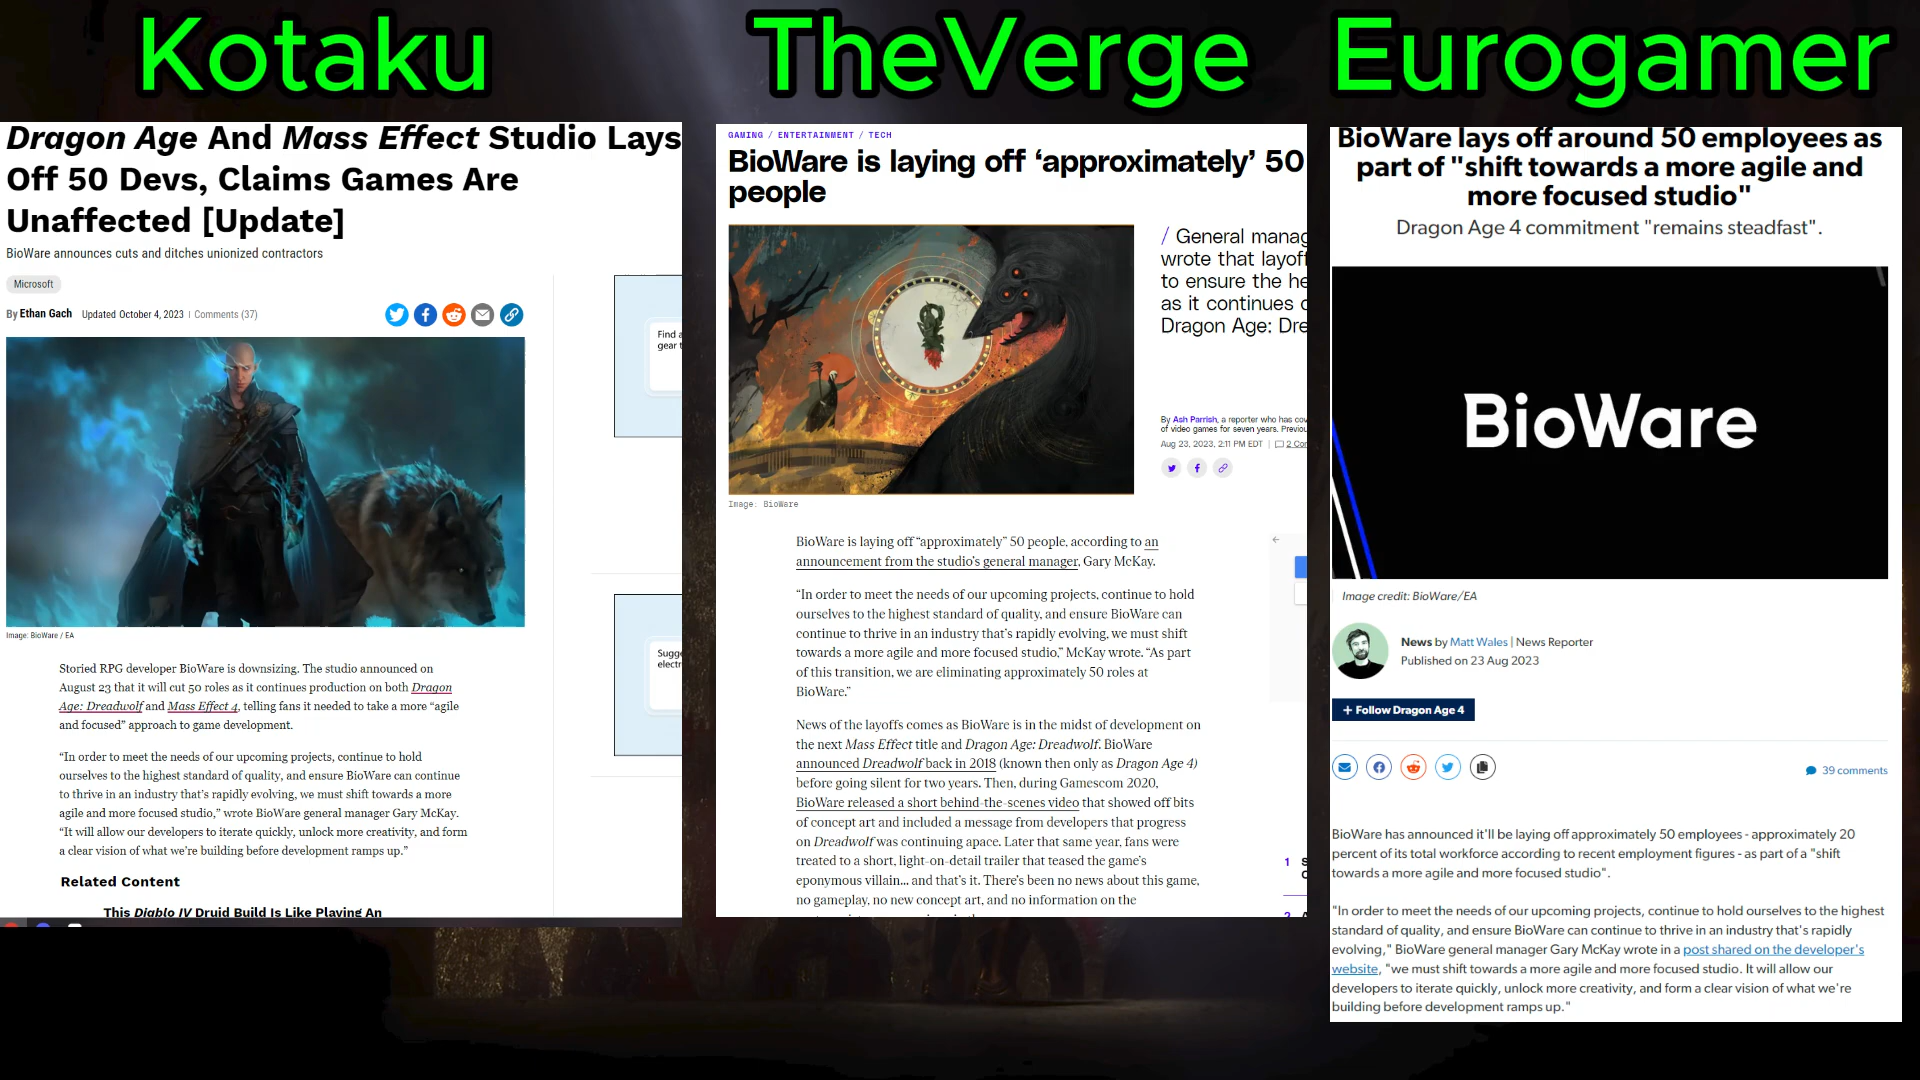 Kotaku
Dragon Age And Mass Effect Studio Lays
Off 50 Devs, Claims Games Are
Unaffected [Update]
BioWare announces cuts and ditches unionized contractors
Microsoft
By Ethan Gach Updated October 4, 2023 | Comments (37)
Find a
gear t
Image: BioWare / EA
Storied RPG developer BioWare is downsizing. The studio announced on
August 23 that it will cut 50 roles as it continues production on both Dragon
Age: Dreadwolf and Mass Effect 4, telling fans it needed to take a more “agile
and focused” approach to game development.
Sugge
electr
“In order to meet the needs of our upcoming projects, continue to hold
ourselves to the highest standard of quality, and ensure BioWare can continue
to thrive in an industry that’s rapidly evolving, we must shift towards a more
agile and more focused studio,” wrote BioWare general manager Gary McKay.
“It will allow our developers to iterate quickly, unlock more creativity, and form
a clear vision of what we’re building before development ramps up.”
Related Content
This Diablo IV Druid Build Is Like Playing An
TheVerge
GAMING / ENTERTAINMENT / TECH
BioWare is laying off ‘approximately’ 50
people
/ General manag
wrote that layoff
to ensure the he
as it continues
Dragon Age: Dre
By Ash Parrish, a reporter who has cov
of video games for seven years. Previou
Aug 23, 2023, 2:11 PM EDT | 2 Com
Image: BioWare
BioWare is laying off “approximately” 50 people, according to an
announcement from the studio’s general manager, Gary McKay.
“In order to meet the needs of our upcoming projects, continue to hold
ourselves to the highest standard of quality, and ensure BioWare can
continue to thrive in an industry that’s rapidly evolving, we must shift
towards a more agile and more focused studio,” McKay wrote. “As part
of this transition, we are eliminating approximately 50 roles at
BioWare.”
News of the layoffs comes as BioWare is in the midst of development on
the next Mass Effect title and Dragon Age: Dreadwolf. BioWare
announced Dreadwolf back in 2018 (known then only as Dragon Age 4)
before going silent for two years. Then, during Gamescom 2020,
BioWare released a short behind-the-scenes video that showed off bits
of concept art and included a message from developers that progress
on Dreadwolf was continuing apace. Later that same year, fans were
treated to a short, light-on-detail trailer that teased the game’s
eponymous villain... and that’s it. There’s been no news about this game,
no gameplay, no new concept art, and no information on the
1
2
Eurogamer
BioWare lays off around 50 employees as
part of "shift towards a more agile and
more focused studio"
Dragon Age 4 commitment "remains steadfast".
BioWare
Image credit: BioWare/EA
News by Matt Wales | News Reporter
Published on 23 Aug 2023
+ Follow Dragon Age 4
39 comments
BioWare has announced it'll be laying off approximately 50 employees - approximately 20
percent of its total workforce according to recent employment figures - as part of a "shift
towards a more agile and more focused studio".
"In order to meet the needs of our upcoming projects, continue to hold ourselves to the highest
standard of quality, and ensure BioWare can continue to thrive in an industry that's rapidly
evolving," BioWare general manager Gary McKay wrote in a post shared on the developer's
website, "we must shift towards a more agile and more focused studio. It will allow our
developers to iterate quickly, unlock more creativity, and form a clear vision of what we're
building before development ramps up."